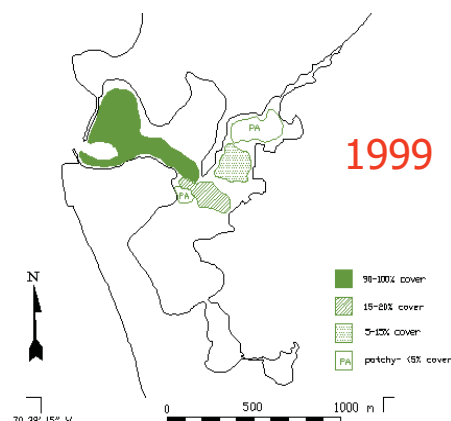 PA
1999
PA
N
90-100% cover
15-20% cover
5-15% cover
PA patchy- <5% cover
0 500 1000 m